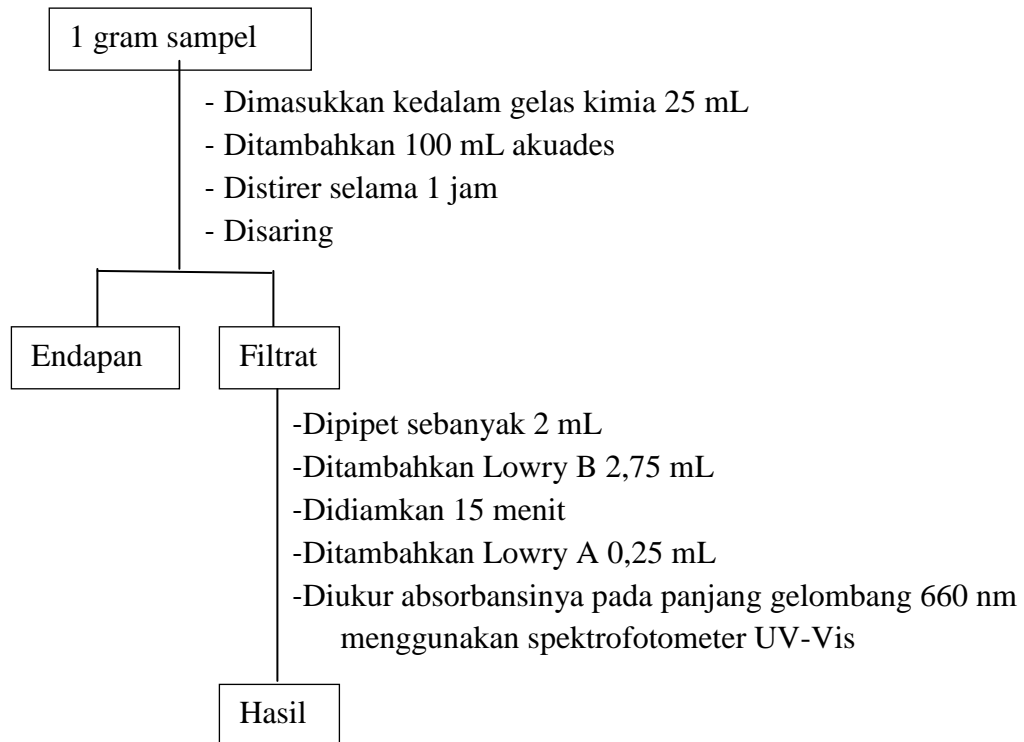 1 gram sampel
- Dimasukkan kedalam gelas kimia 25 mL
- Ditambahkan 100 mL akuades
- Distirer selama 1 jam
- Disaring
Endapan
Filtrat
-Dipipet sebanyak 2 mL
-Ditambahkan Lowry B 2,75 mL
-Didiamkan 15 menit
-Ditambahkan Lowry A 0,25 mL
-Diukur absorbansinya pada panjang gelombang 660 nm
menggunakan spektrofotometer UV-Vis
Hasil